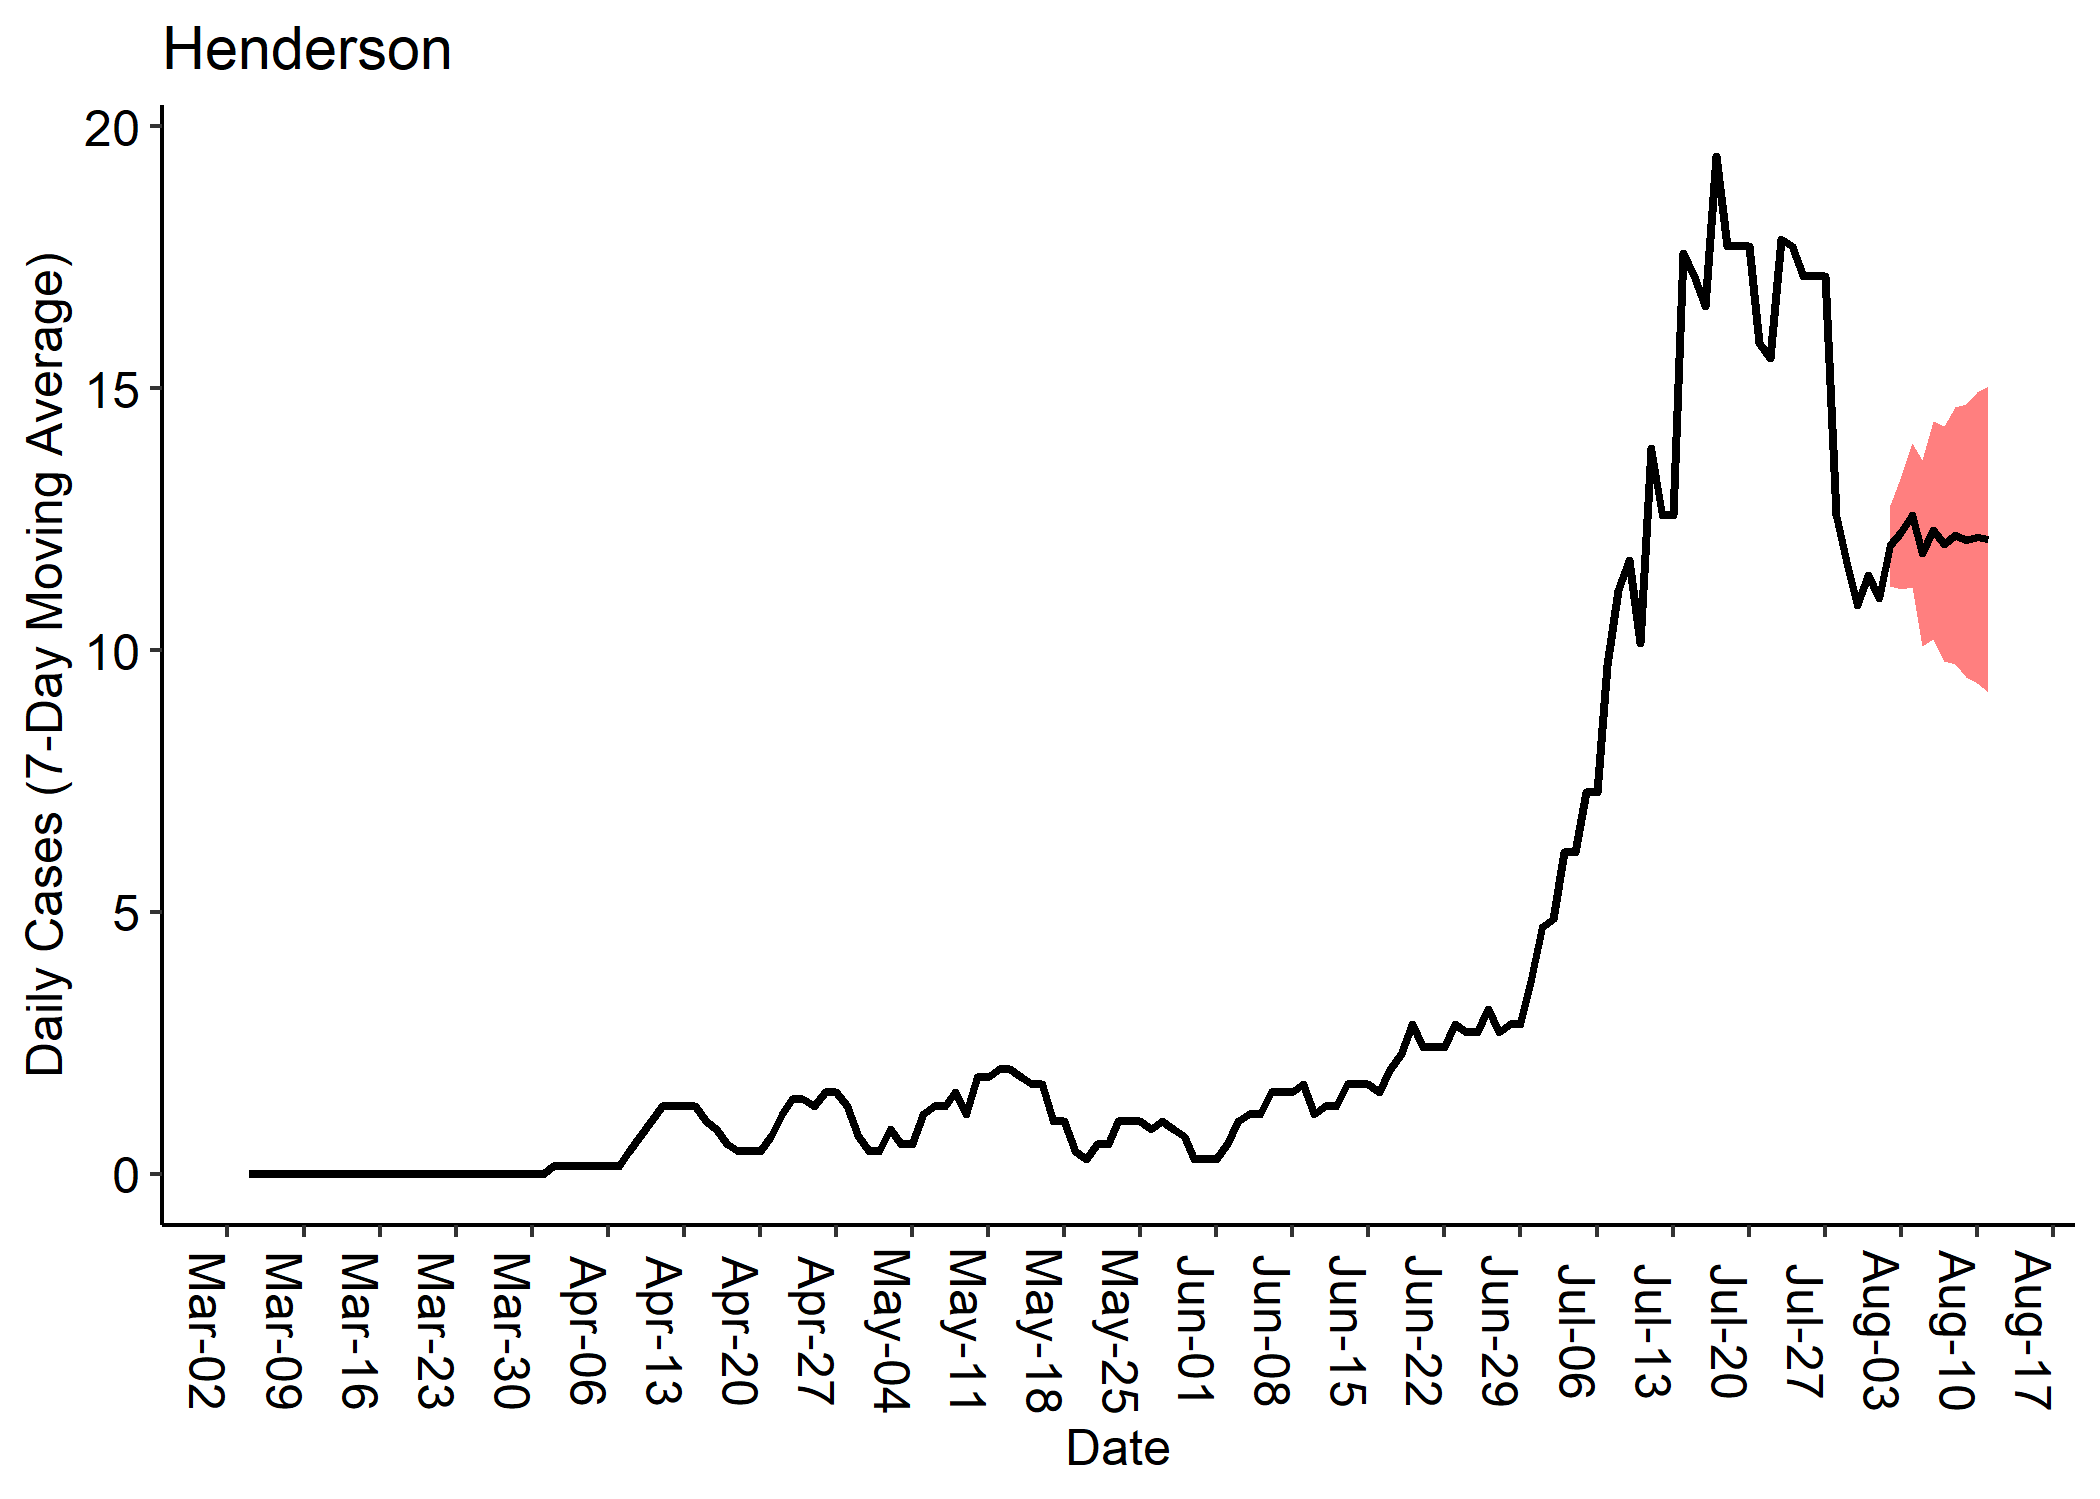 Henderson
Daily Cases (7-Day Moving Average)
20
15
10
5
0
Mar-02
Mar-09
Mar-16
Mar-23
Mar-30
Apr-06
Apr-13
Apr-20
Apr-27
May-04
May-11
May-18
May-25
Jun-01
Jun-08
Jun-15
Jun-22
Jun-29
Jul-06
Jul-13
Jul-20
Jul-27
Aug-03
Aug-10
Aug-17
Date